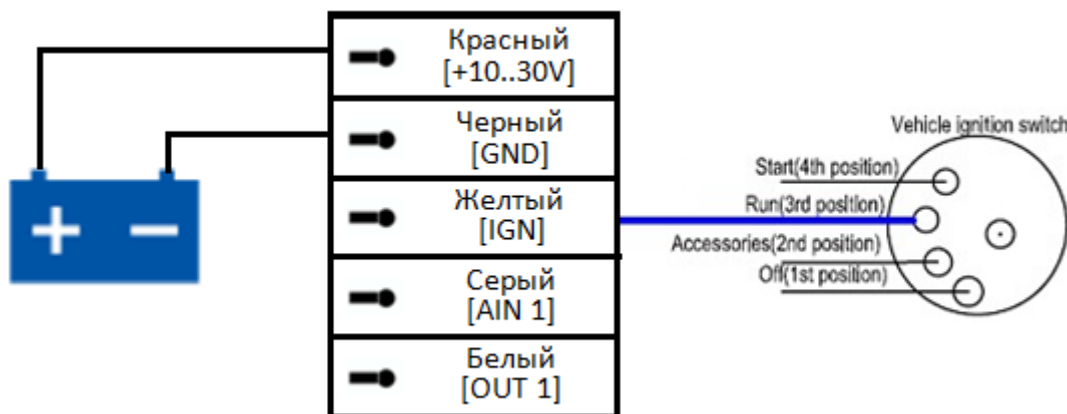 Красный
[+10..30V]
Черный
[GND]
Желтый
[IGN]
Серый
[AIN 1]
Белый
[OUT 1]
Vehicle ignition switch
Start(4th position)
Run(3rd position)
Accessories(2nd position)
Off(1st position)